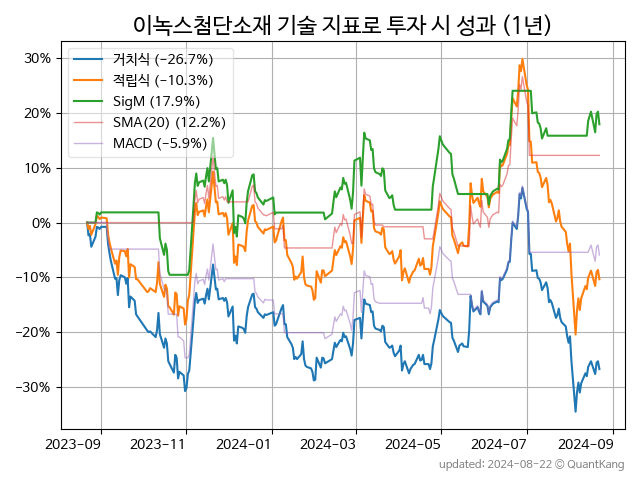 이녹스첨단소재 기술 지표로 투자 시 성과 (1년)
거치식 (−26.7%)
적립식 (−10.3%)
SigM (17.9%)
SMA(20) (12.2%)
MACD (−5.9%)
30%
20%
10%
0%
−10%
−20%
−30%
2023-09 2023-11 2024-01 2024-03 2024-05 2024-07 2024-09
updated: 2024-08-22 © QuantKang